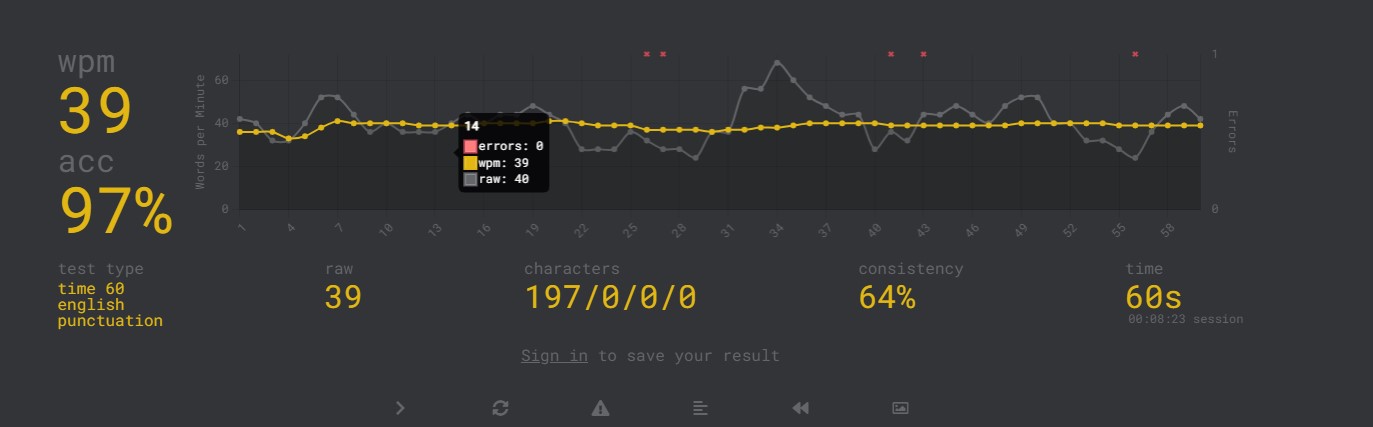 wpm
39
acc
97%
Words per Minute
60
40
20
0
14
errors: 0
wpm: 39
raw: 40
1
Errors
0
1 4 7 10 13 16 19 22 25 28 31 34 37 40 43 46 49 52 55 58
test type
time 60
english
punctuation
raw
39
characters
197/0/0/0
consistency
64%
time
60s
00:08:23 session
Sign in to save your result